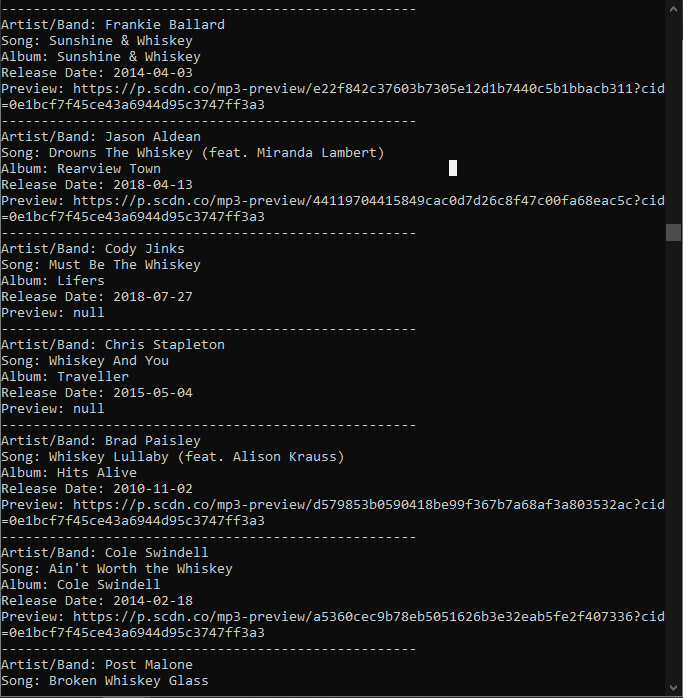 ----------------------------------------------------
Artist/Band: Frankie Ballard
Song: Sunshine & Whiskey
Album: Sunshine & Whiskey
Release Date: 2014-04-03
Preview: https://p.scdn.co/mp3-preview/e22f842c37603b7305e12d1b7440c5b1bbacb311?cid
=0e1bcf7f45ce43a6944d95c3747ff3a3
----------------------------------------------------
Artist/Band: Jason Aldean
Song: Drowns The Whiskey (feat. Miranda Lambert)
Album: Rearview Town
Release Date: 2018-04-13
Preview: https://p.scdn.co/mp3-preview/44119704415849cac0d7d26c8f47c00fa68eac5c?cid
=0e1bcf7f45ce43a6944d95c3747ff3a3
----------------------------------------------------
Artist/Band: Cody Jinks
Song: Must Be The Whiskey
Album: Lifers
Release Date: 2018-07-27
Preview: null
----------------------------------------------------
Artist/Band: Chris Stapleton
Song: Whiskey And You
Album: Traveller
Release Date: 2015-05-04
Preview: null
----------------------------------------------------
Artist/Band: Brad Paisley
Song: Whiskey Lullaby (feat. Alison Krauss)
Album: Hits Alive
Release Date: 2010-11-02
Preview: https://p.scdn.co/mp3-preview/d579853b0590418be99f367b7a68af3a803532ac?cid
=0e1bcf7f45ce43a6944d95c3747ff3a3
----------------------------------------------------
Artist/Band: Cole Swindell
Song: Ain't Worth the Whiskey
Album: Cole Swindell
Release Date: 2014-02-18
Preview: https://p.scdn.co/mp3-preview/a5360cec9b78eb5051626b3e32eab5fe2f407336?cid
=0e1bcf7f45ce43a6944d95c3747ff3a3
----------------------------------------------------
Artist/Band: Post Malone
Song: Broken Whiskey Glass